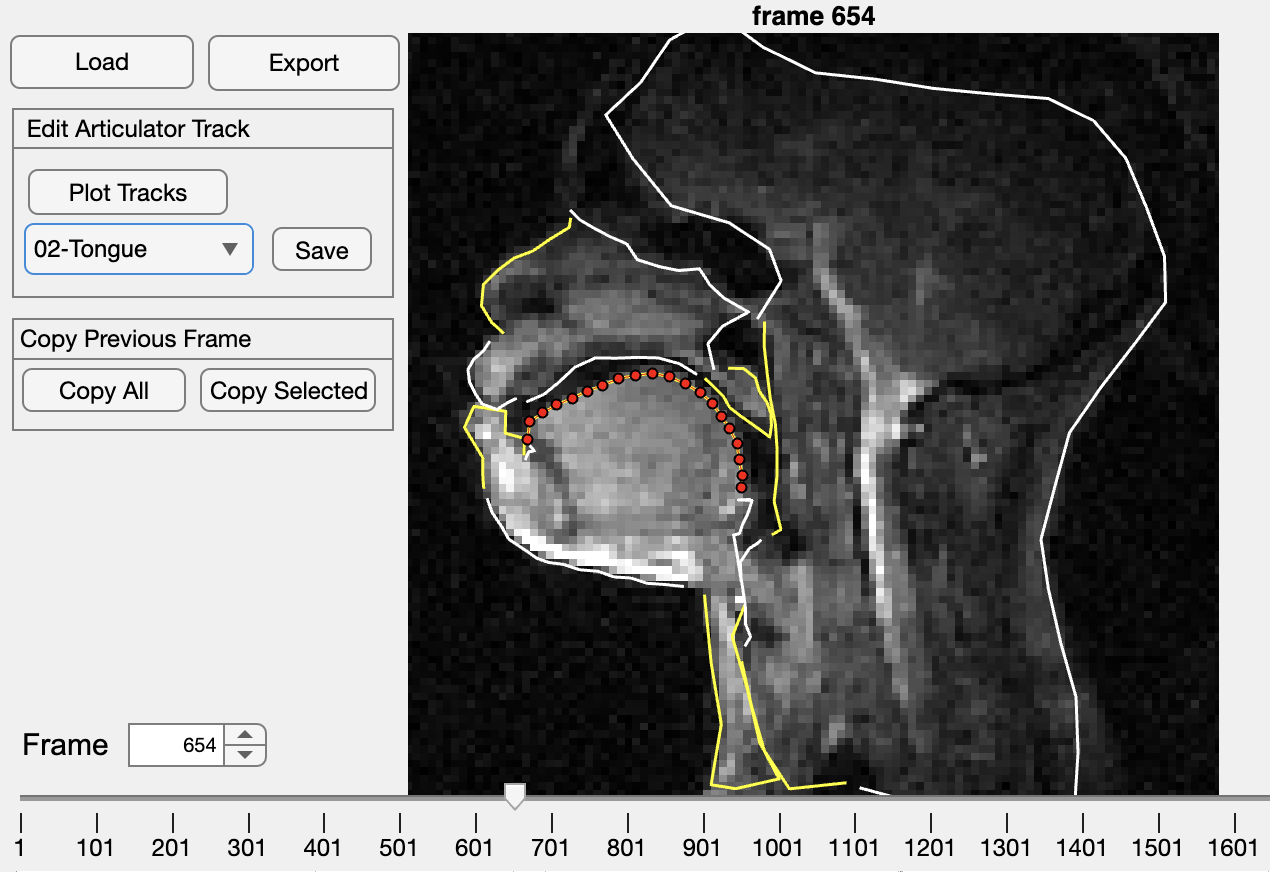 frame 654
Load
Export
Edit Articulator Track
Plot Tracks
02-Tongue
Save
Copy Previous Frame
Copy All
Copy Selected
Frame
654
1 101 201 301 401 501 601 701 801 901 1001 1101 1201 1301 1401 1501 1601